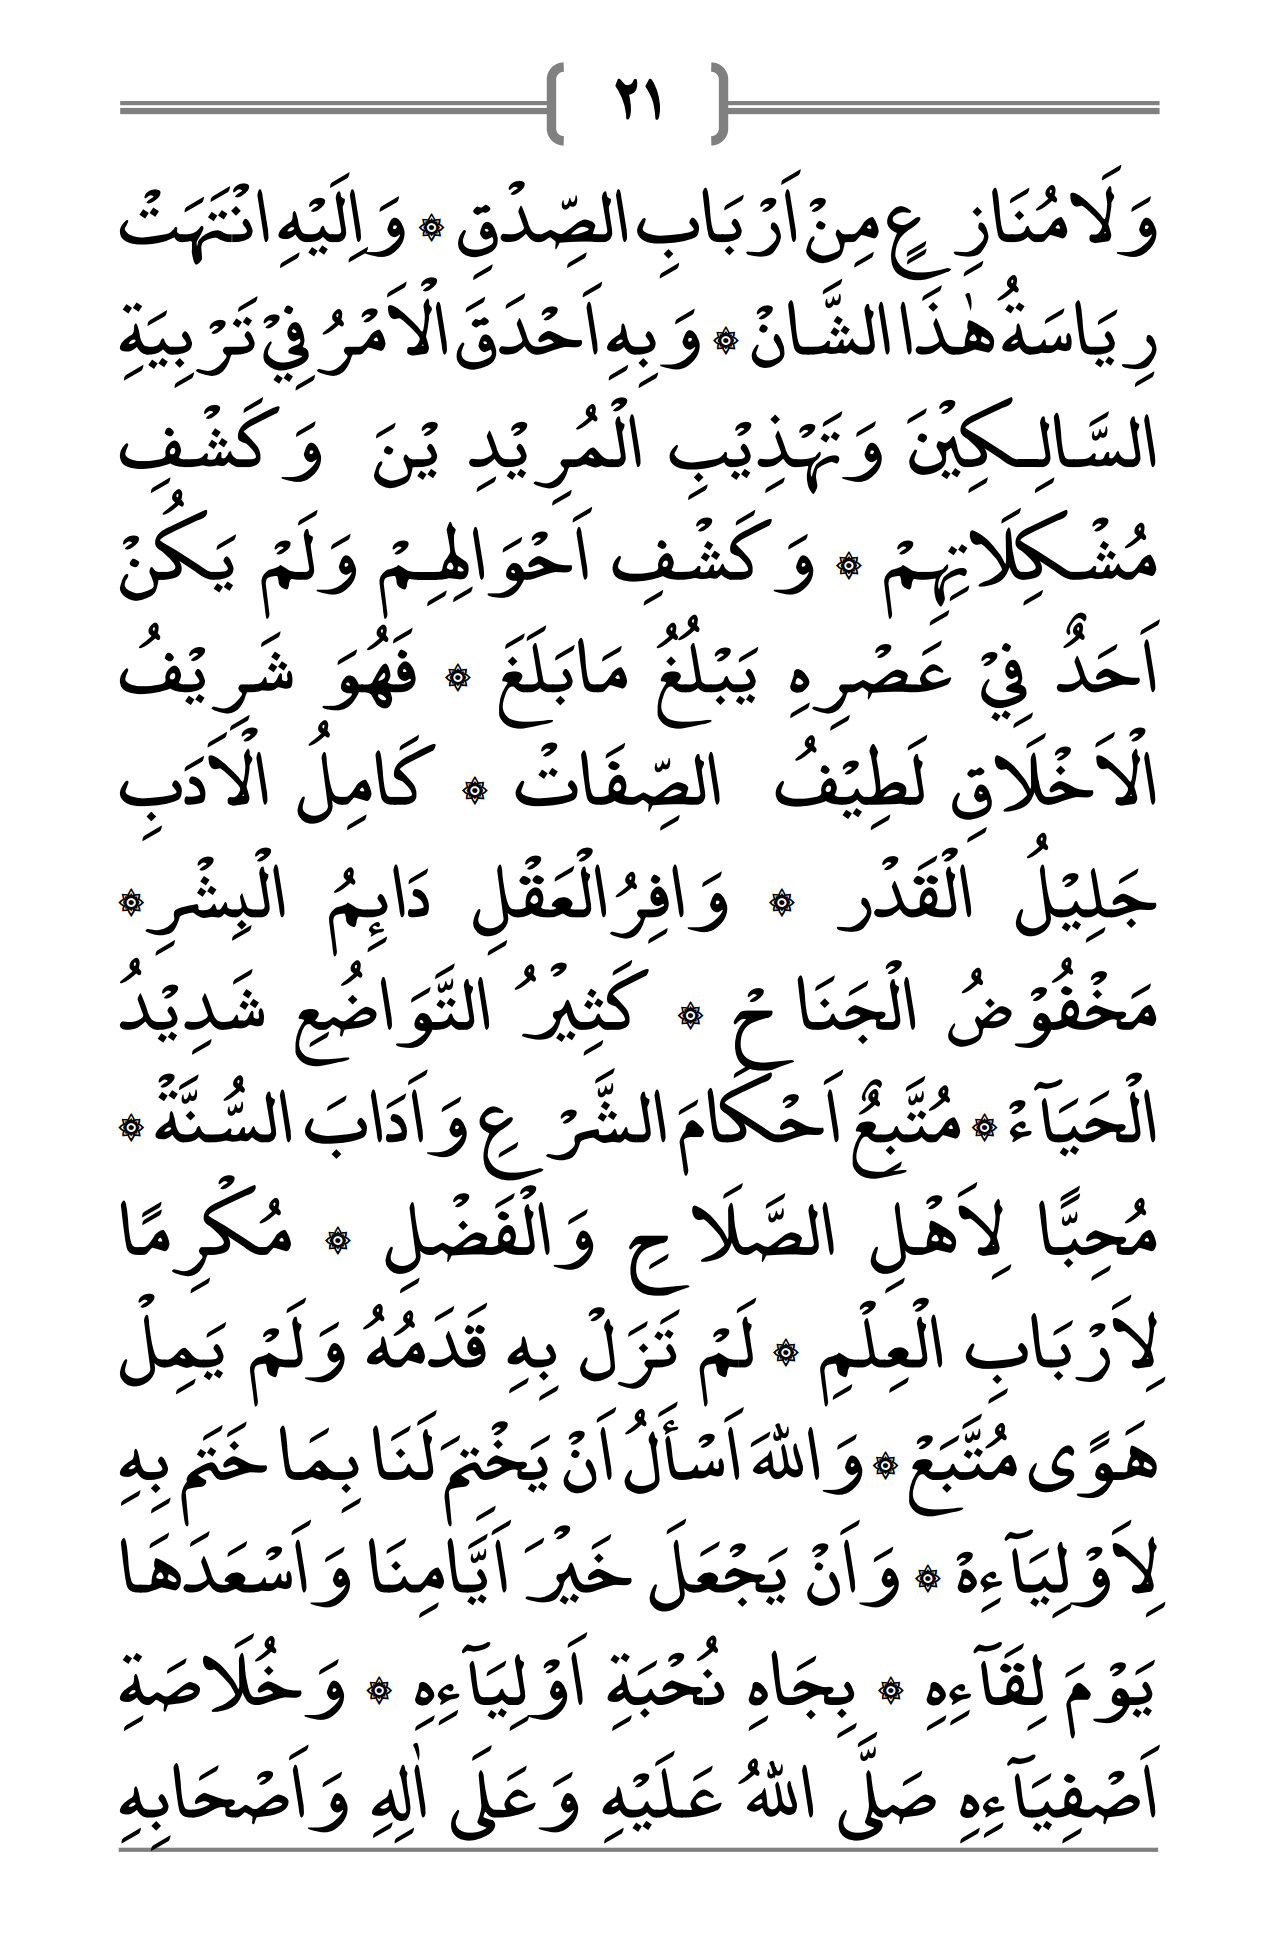 ٢١
وَلَا مُنَازِعٍ مِنْ اَرْبَابِ الصِّدْقِ ۞ وَاِلَيْهِ انْتَهَتْ
رِيَاسَةُ هٰذَا الشَّانْ ۞ وَبِهِ اَحْدَقَ الْاَمْرُ فِيْ تَرْبِيَةِ
السَّالِكِيْنَ وَتَهْذِيْبِ الْمُرِيْدِيْنَ وَكَشْفِ
مُشْكِلَاتِهِمْ ۞ وَكَشْفِ اَحْوَالِهِمْ وَلَمْ يَكُنْ
اَحَدٌ فِيْ عَصْرِهِ يَبْلُغُ مَابَلَغَ ۞ فَهُوَ شَرِيْفُ
الْاَخْلَاقِ لَطِيْفُ الصِّفَاتْ ۞ كَامِلُ الْاَدَبِ
جَلِيْلُ الْقَدْر ۞ وَافِرُالْعَقْلِ دَايِٕمُ الْبِشْرِ ۞
مَخْفُوْضُ الْجَنَاحْ ۞ كَثِيْرُ التَّوَاضُعِ شَدِيْدُ
الْحَيَآءْ ۞ مُتَّبِعٌ اَحْكَامَ الشَّرْعِ وَاَدَابَ السُّنَّةْ ۞
مُحِبًّا لِاَهْلِ الصَّلَاحِ وَالْفَضْلِ ۞ مُكْرِمًا
لِاَرْبَابِ الْعِلْمِ ۞ لَمْ تَزَلْ بِهِ قَدَمُهُ وَلَمْ يَمِلْ
هَوًى مُتَّبَعْ ۞ وَاللهَ اَسْأَلُ اَنْ يَخْتِمَ لَنَا بِمَا خَتَمَ بِهِ
لِاَوْلِيَآءِهْ ۞ وَاَنْ يَجْعَلَ خَيْرَ اَيَّامِنَا وَاَسْعَدَهَا
يَوْمَ لِقَآءِهِ ۞ بِجَاهِ نُخْبَةِ اَوْلِيَآءِهِ ۞ وَخُلَاصَةِ
اَصْفِيَآءِهِ صَلَّى اللهُ عَلَيْهِ وَعَلَى اٰلِهِ وَاَصْحَابِهِ